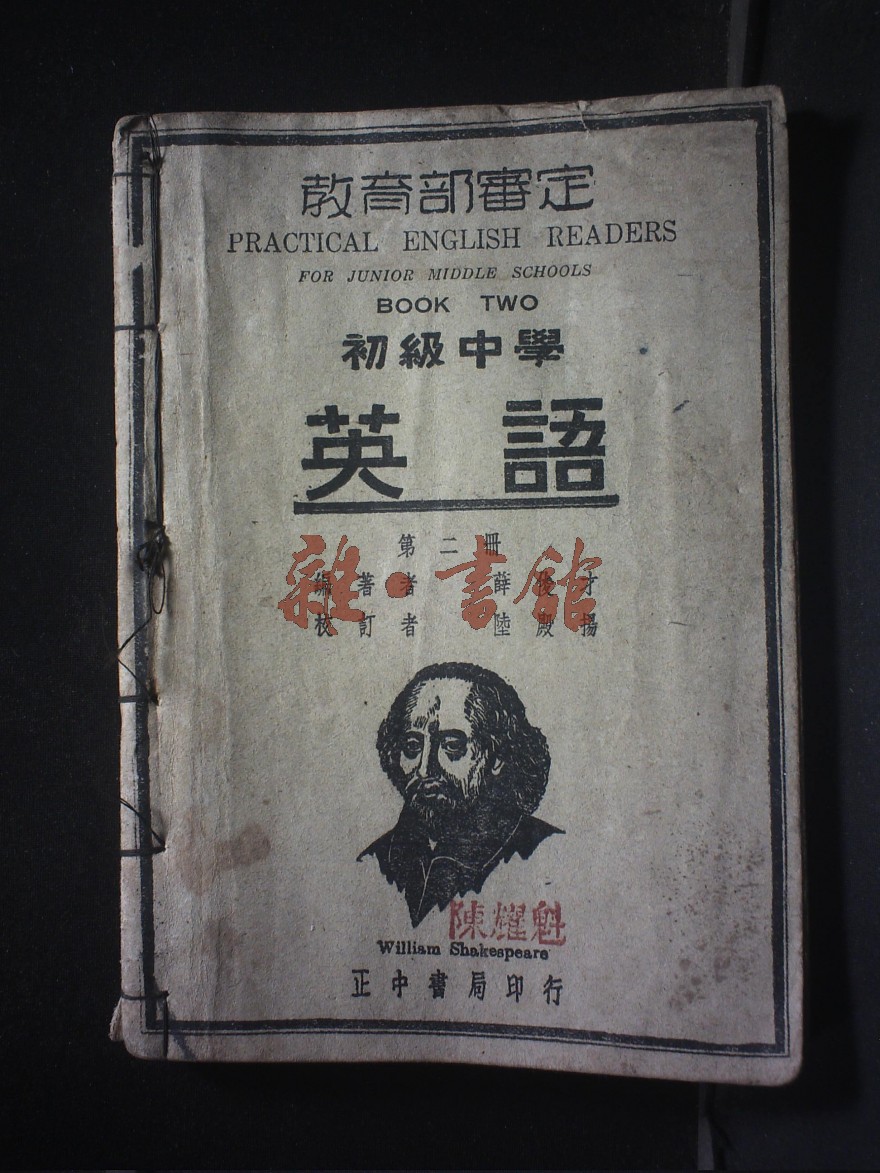 教育部審定
PRACTICAL ENGLISH READERS
FOR JUNIOR MIDDLE SCHOOLS
BOOK TWO
初級中學
英語
第二冊
編著者 薛俊才
校訂者 陸殿揚
雜·書館
陳耀魁
William Shakespeare
正中書局印行